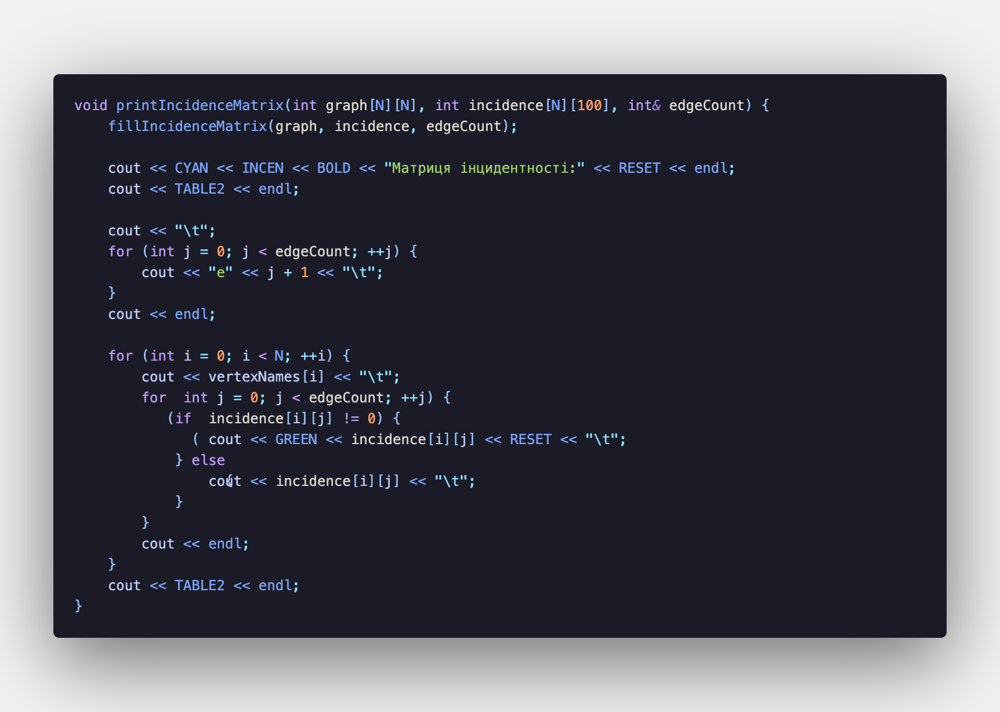 void printIncidenceMatrix(int graph[N][N], int incidence[N][100], int& edgeCount) {
    fillIncidenceMatrix(graph, incidence, edgeCount);

    cout << CYAN << INCEN << BOLD << "Матриця інцидентності:" << RESET << endl;
    cout << TABLE2 << endl;

    cout << "\t";
    for (int j = 0; j < edgeCount; ++j) {
        cout << "e" << j + 1 << "\t";
    }
    cout << endl;

    for (int i = 0; i < N; ++i) {
        cout << vertexNames[i] << "\t";
        for  int j = 0; j < edgeCount; ++j) {
           (if  incidence[i][j] != 0) {
              ( cout << GREEN << incidence[i][j] << RESET << "\t";
            } else
                cout << incidence[i][j] << "\t";
            }
        }
        cout << endl;
    }
    cout << TABLE2 << endl;
}